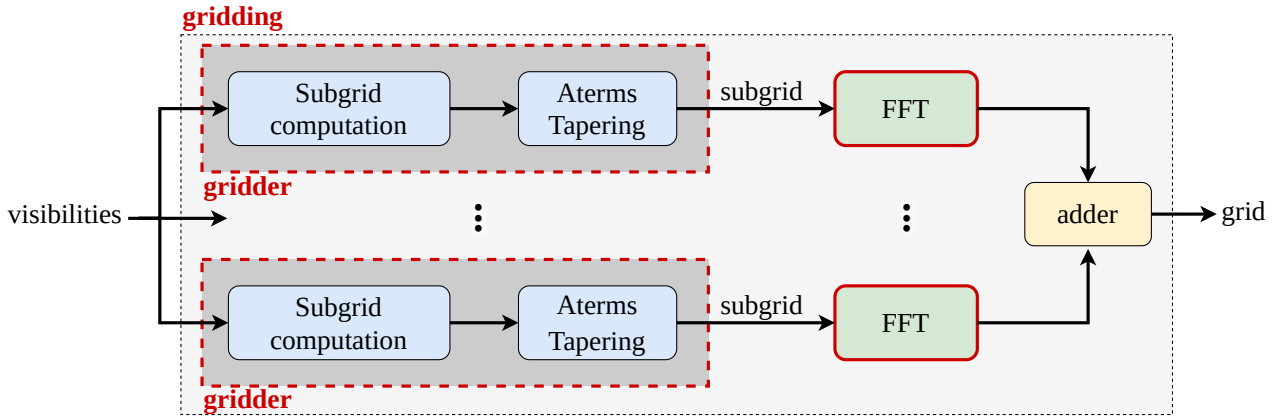 gridding
Subgrid
computation
Aterms
Tapering
subgrid
FFT
gridder
visibilities
adder
grid
Subgrid
computation
Aterms
Tapering
subgrid
FFT
gridder